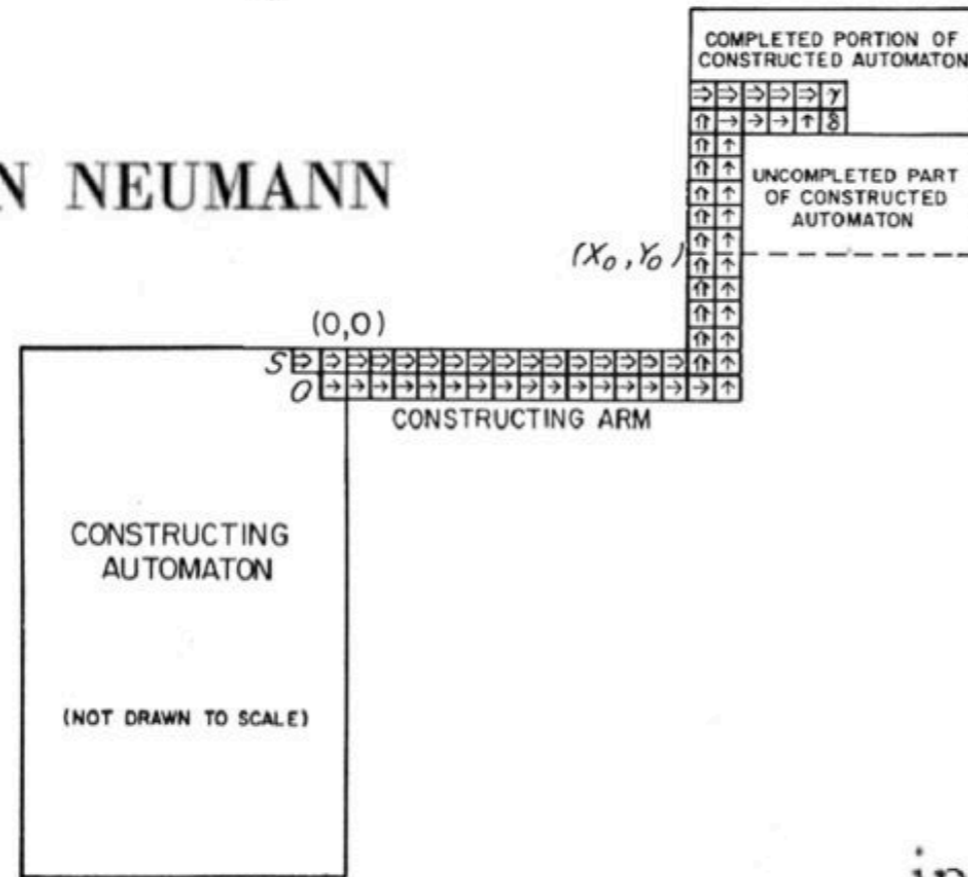 COMPLETED PORTION OF
CONSTRUCTED AUTOMATON
⇒ ⇒ ⇒ ⇒ ⇒ γ
⇑ → → → ↑ δ
N NEUMANN
UNCOMPLETED PART
OF CONSTRUCTED
AUTOMATON
(X₀,Y₀)
(0,0)
S
O
CONSTRUCTING ARM
CONSTRUCTING
AUTOMATON
(NOT DRAWN TO SCALE)
in